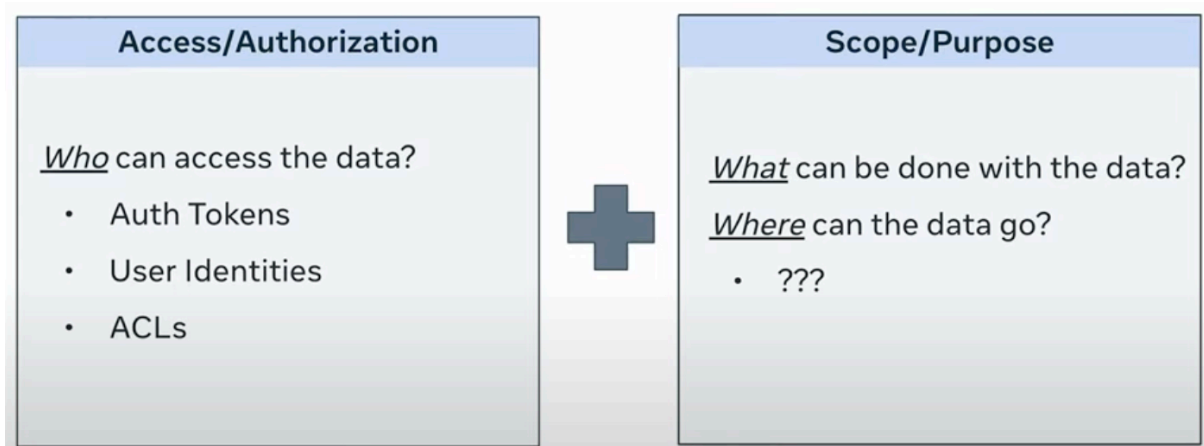 Access/Authorization
Who can access the data?
• Auth Tokens
• User Identities
• ACLs
Scope/Purpose
What can be done with the data?
Where can the data go?
• ???